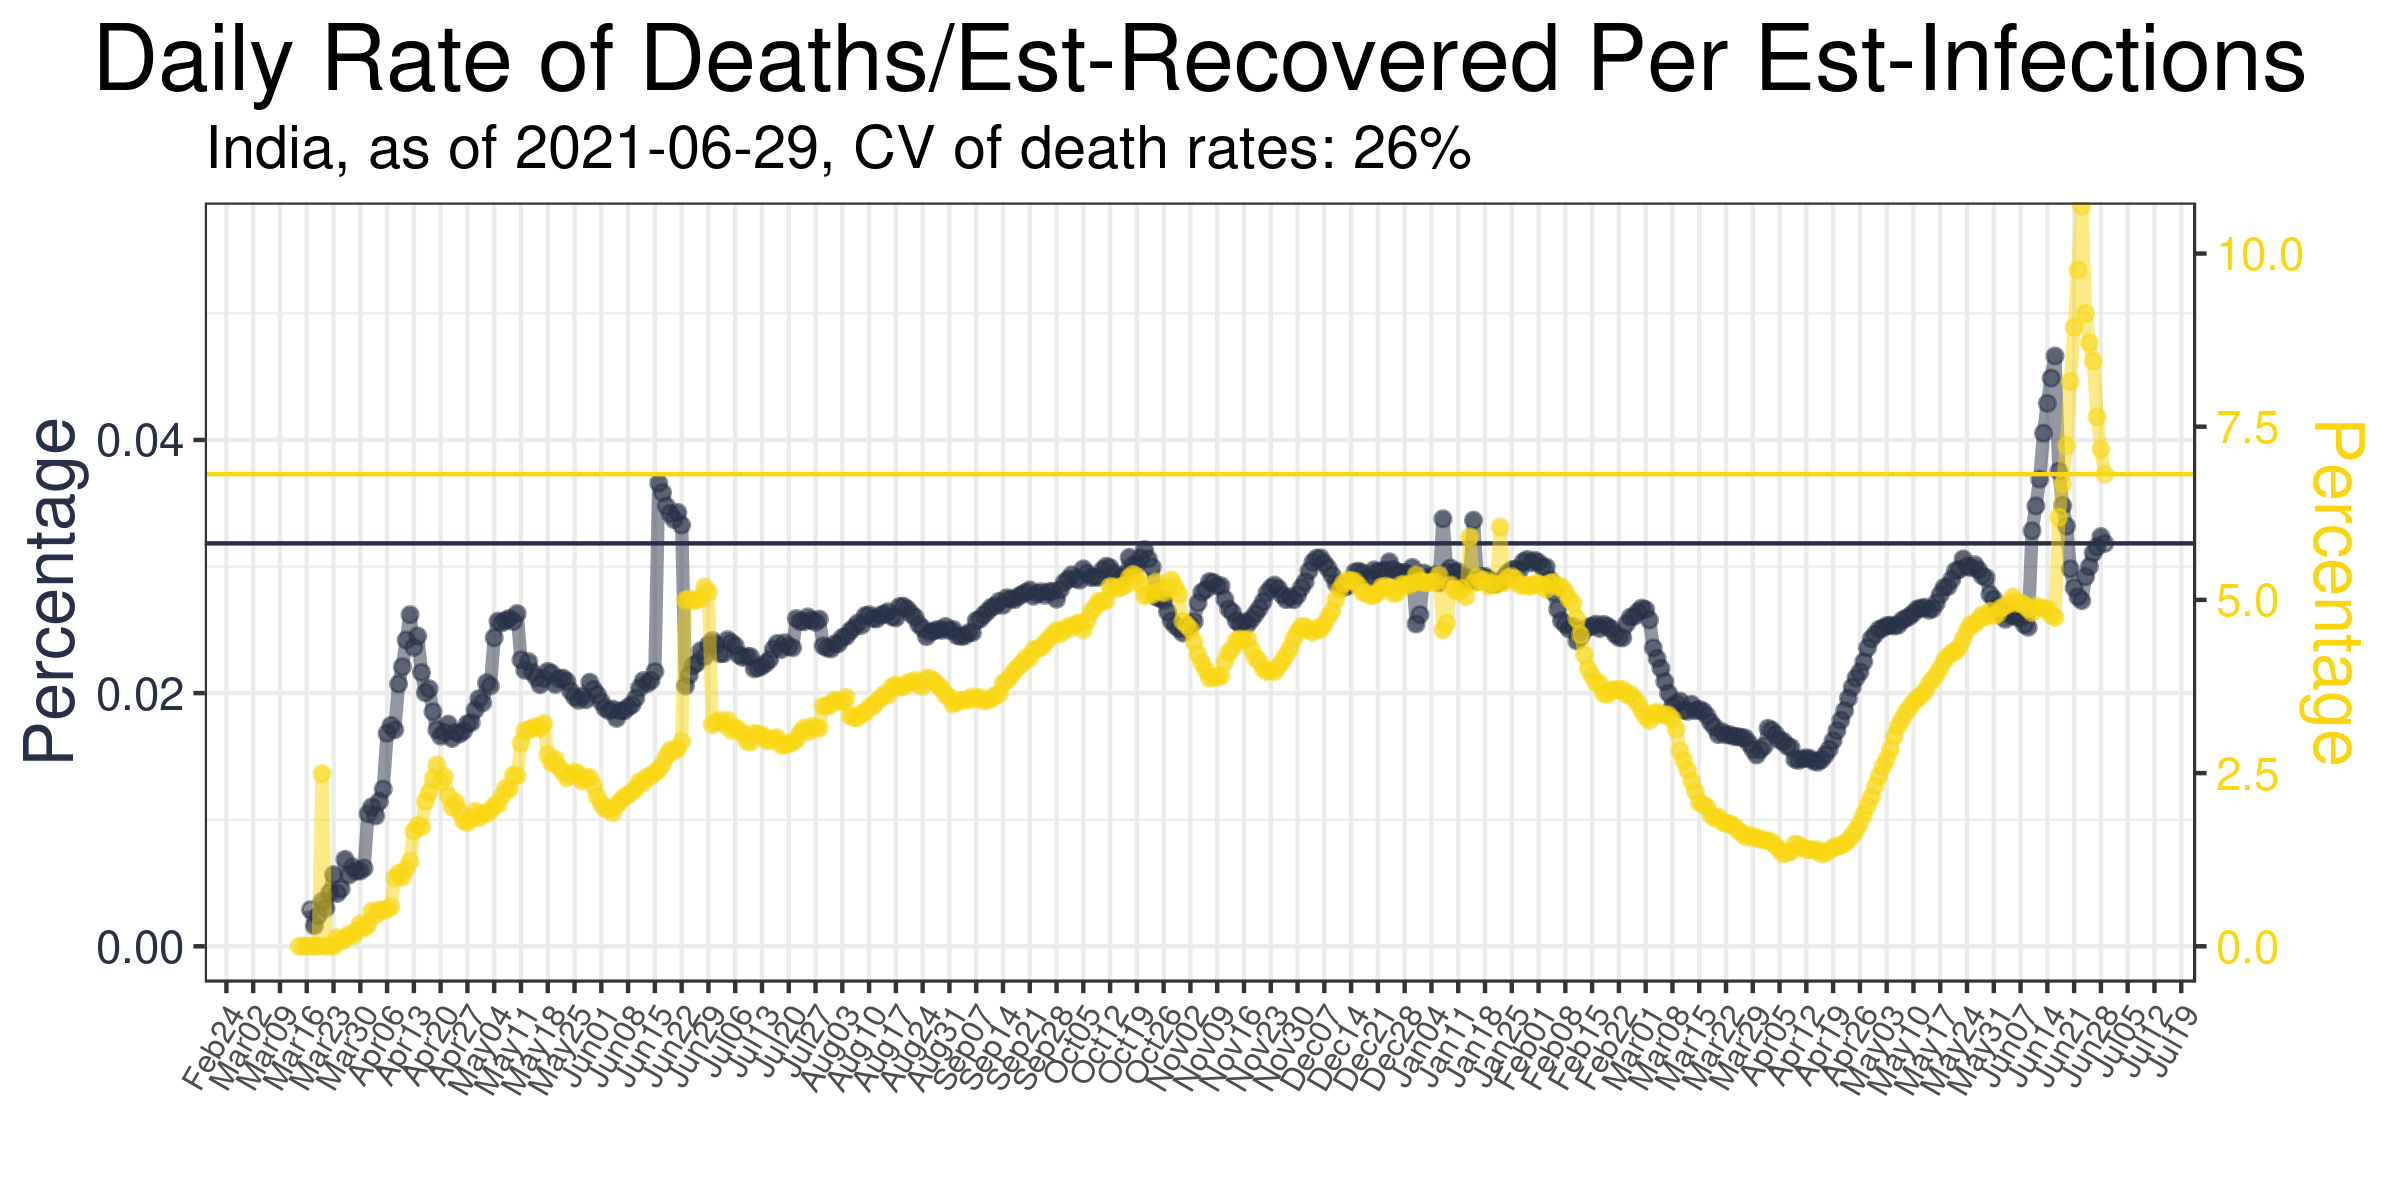 Daily Rate of Deaths/Est-Recovered Per Est-Infections
India, as of 2021-06-29, CV of death rates: 26%
Percentage
0.04
0.02
0.00
10.0
7.5
5.0
2.5
0.0
Percentage
Feb24
Mar02
Mar09
Mar16
Mar23
Mar30
Apr06
Apr13
Apr20
Apr27
May04
May11
May18
May25
Jun01
Jun08
Jun15
Jun22
Jun29
Jul06
Jul13
Jul20
Jul27
Aug03
Aug10
Aug17
Aug24
Aug31
Sep07
Sep14
Sep21
Sep28
Oct05
Oct12
Oct19
Oct26
Nov02
Nov09
Nov16
Nov23
Nov30
Dec07
Dec14
Dec21
Dec28
Jan04
Jan11
Jan18
Jan25
Feb01
Feb08
Feb15
Feb22
Mar01
Mar08
Mar15
Mar22
Mar29
Apr05
Apr12
Apr19
Apr26
May03
May10
May17
May24
May31
Jun07
Jun14
Jun21
Jun28
Jul05
Jul12
Jul19